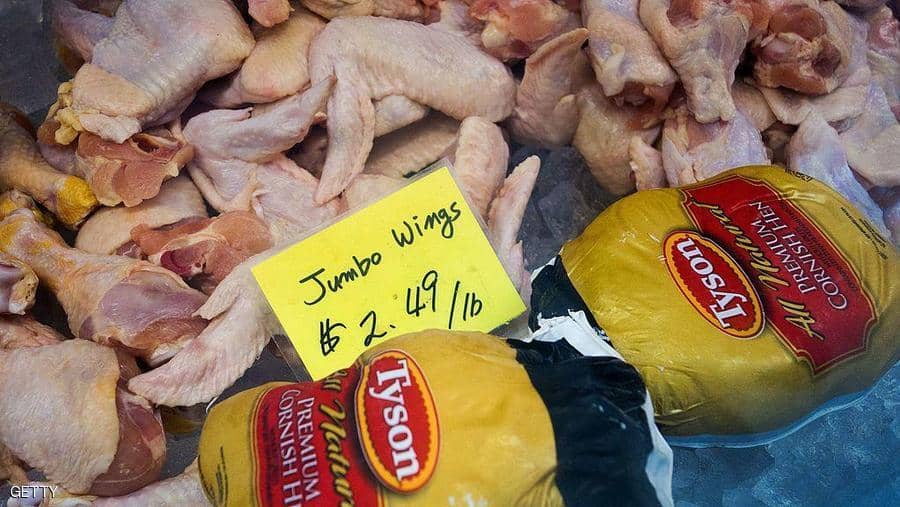 Jumbo Wings
$ 2.49/lb
Tyson
All Natural
PREMIUM
CORNISH HEN
Tyson
All Natural
PREMIUM
CORNISH H
GETTY